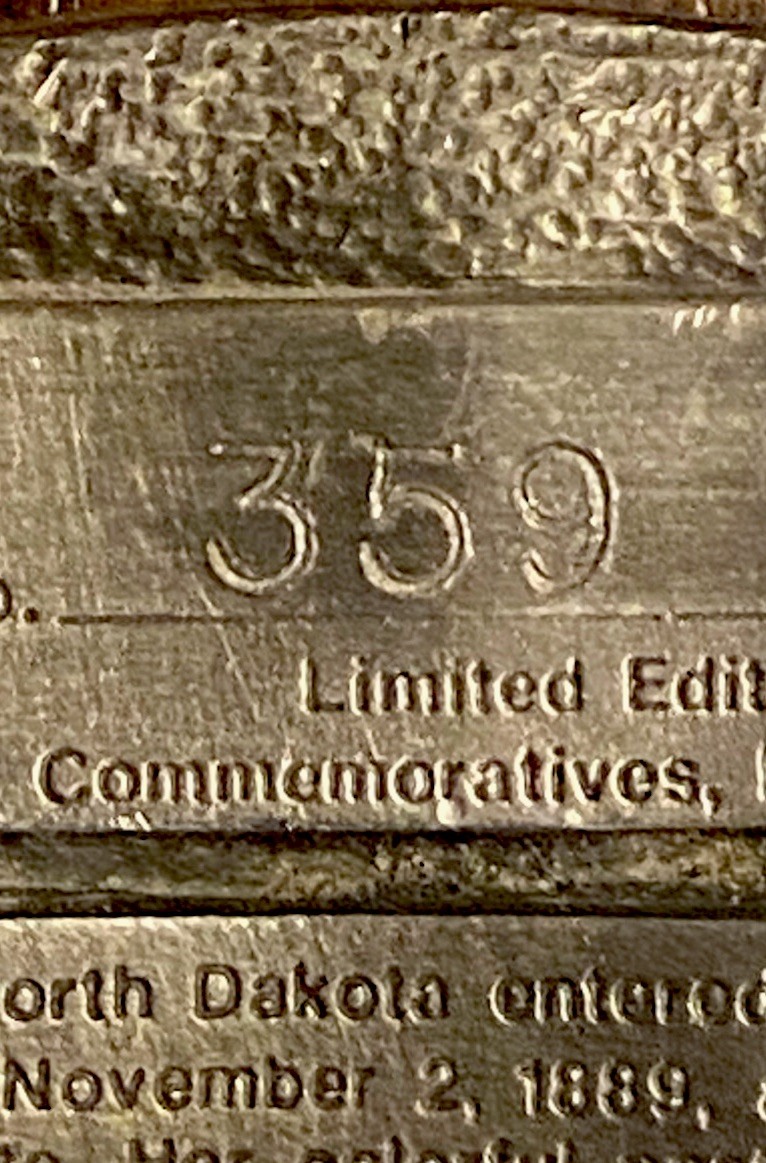 359
Limited Edit
Commemoratives,
orth Dakota entered
November 2, 1889,